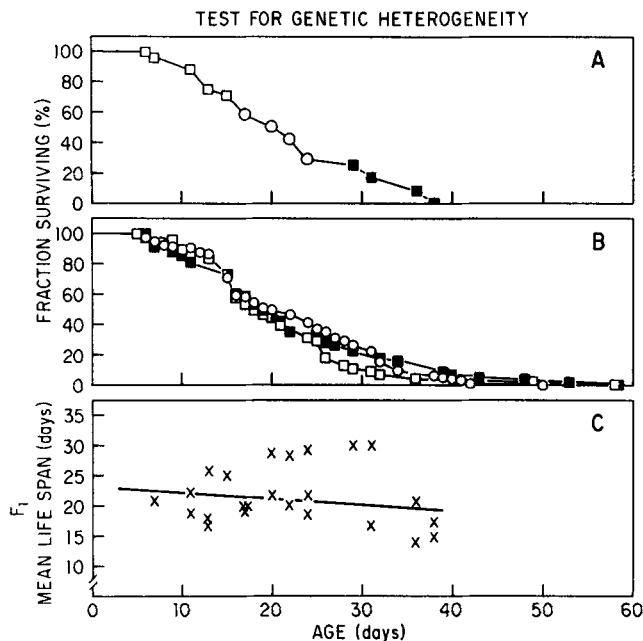 TEST FOR GENETIC HETEROGENEITY
A
100
80
60
40
20
0
FRACTION SURVIVING (%)
B
100
80
60
40
20
0
C
35
30
25
20
15
F1
MEAN LIFE SPAN (days)
0 10 20 30 40 50 60
AGE (days)